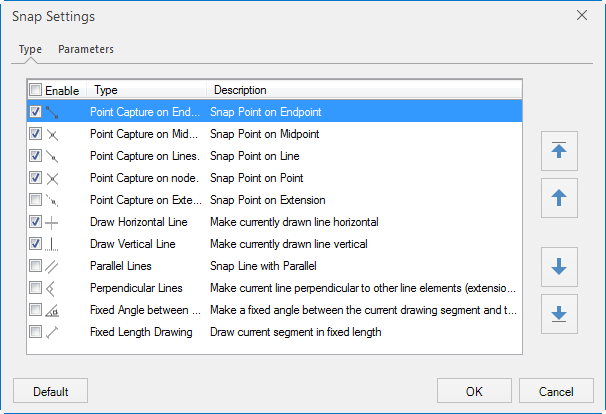 Snap Settings
Type Parameters
Enable Type Description
Point Capture on End... Snap Point on Endpoint
Point Capture on Mid... Snap Point on Midpoint
Point Capture on Lines. Snap Point on Line
Point Capture on node. Snap Point on Point
Point Capture on Exte... Snap Point on Extension
Draw Horizontal Line Make currently drawn line horizontal
Draw Vertical Line Make currently drawn line vertical
Parallel Lines Snap Line with Parallel
Perpendicular Lines Make current line perpendicular to other line elements (extensio...
Fixed Angle between ... Make a fixed angle between the current drawing segment and t...
Fixed Length Drawing Draw current segment in fixed length
Default OK Cancel